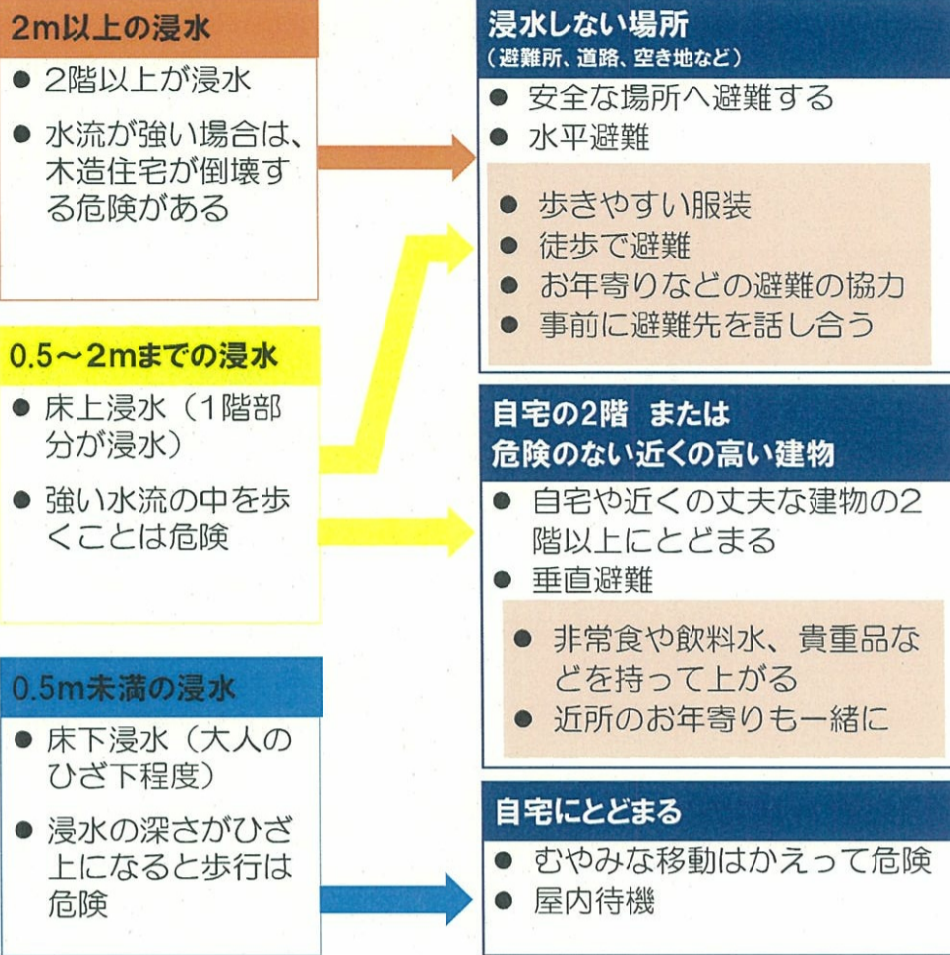 2m以上の浸水
● 2階以上が浸水
● 水流が強い場合は、
木造住宅が倒壊す
る危険がある
0.5～2mまでの浸水
● 床上浸水（1階部
分が浸水）
● 強い水流の中を歩
くことは危険
0.5m未満の浸水
● 床下浸水（大人の
ひざ下程度）
● 浸水の深さがひざ
上になると歩行は
危険
浸水しない場所
（避難所、道路、空き地など）
● 安全な場所へ避難する
● 水平避難
● 歩きやすい服装
● 徒歩で避難
● お年寄りなどの避難の協力
● 事前に避難先を話し合う
自宅の2階 または
危険のない近くの高い建物
● 自宅や近くの丈夫な建物の2
階以上にとどまる
● 垂直避難
● 非常食や飲料水、貴重品な
どを持って上がる
● 近所のお年寄りも一緒に
自宅にとどまる
● むやみな移動はかえって危険
● 屋内待機